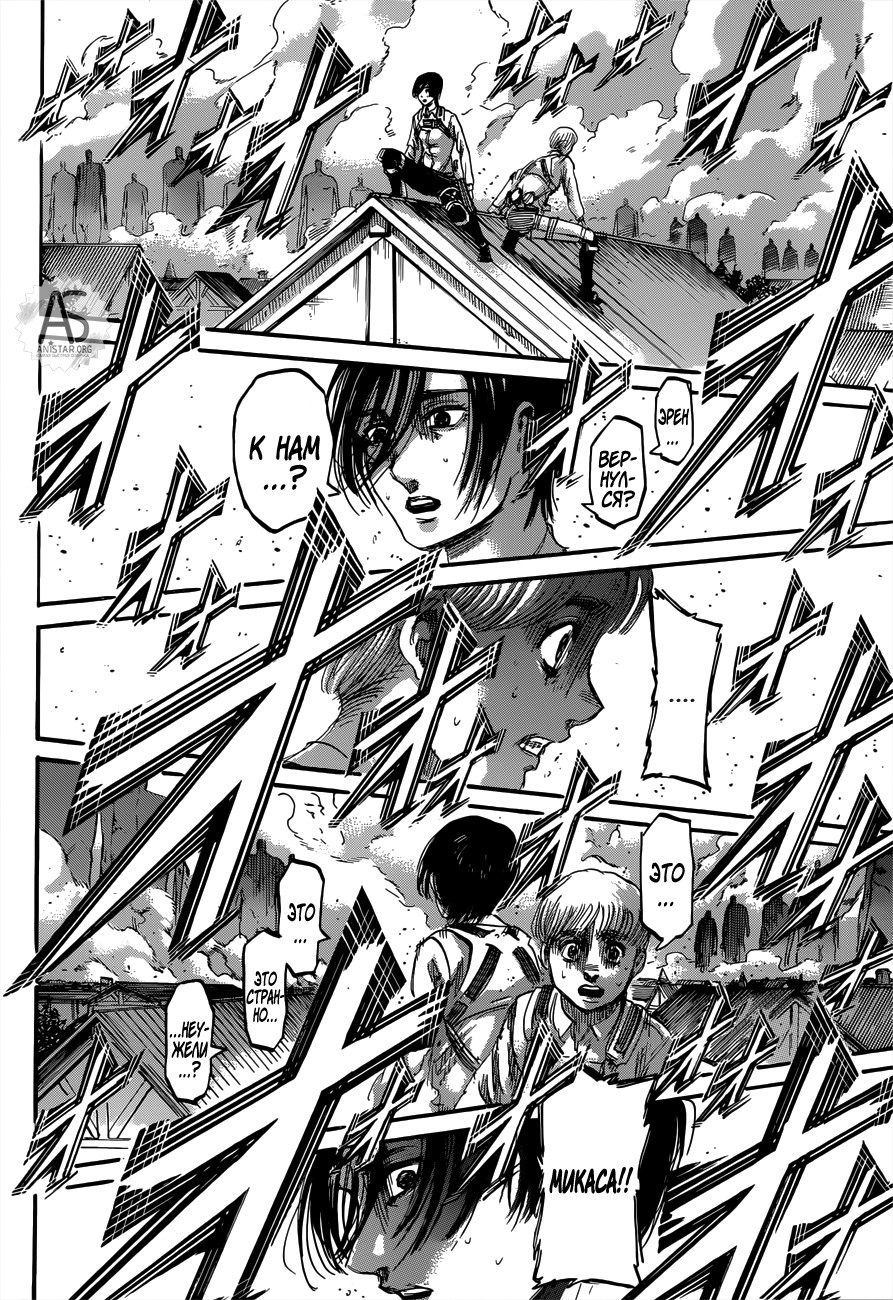 ЭРЕН
...
ВЕР-
НУЛ-
СЯ?
К НАМ
...?
.....
ЭТО
...
ЭТО
...
ЭТО
СТРАН-
НО...
...НЕУ-
ЖЕЛИ
...?
МИКАСА!!
AS
ANISTAR.ORG